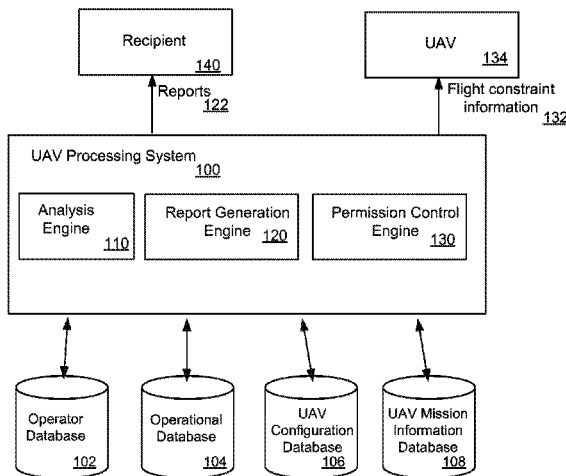 Recipient
140
UAV
134
Reports
122
Flight constraint
information
132
UAV Processing System
100
Analysis
Engine
110
Report Generation
Engine
120
Permission Control
Engine
130
Operator
Database
102
Operational
Database
104
UAV
Configuration
Database
106
UAV Mission
Information
Database
108